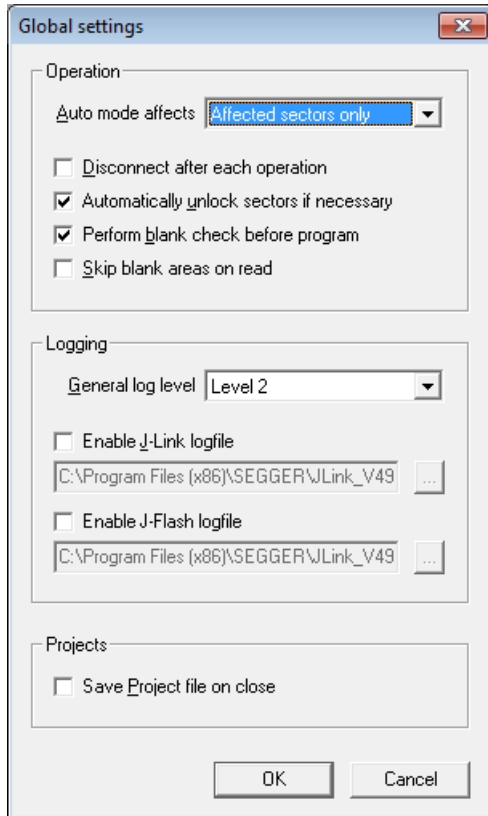 Global settings
Operation
Auto mode affects Affected sectors only
Disconnect after each operation
Automatically unlock sectors if necessary
Perform blank check before program
Skip blank areas on read
Logging
General log level Level 2
Enable J-Link logfile
C:\Program Files (x86)\SEGGER\JLink_V49 ...
Enable J-Flash logfile
C:\Program Files (x86)\SEGGER\JLink_V49 ...
Projects
Save Project file on close
OK Cancel